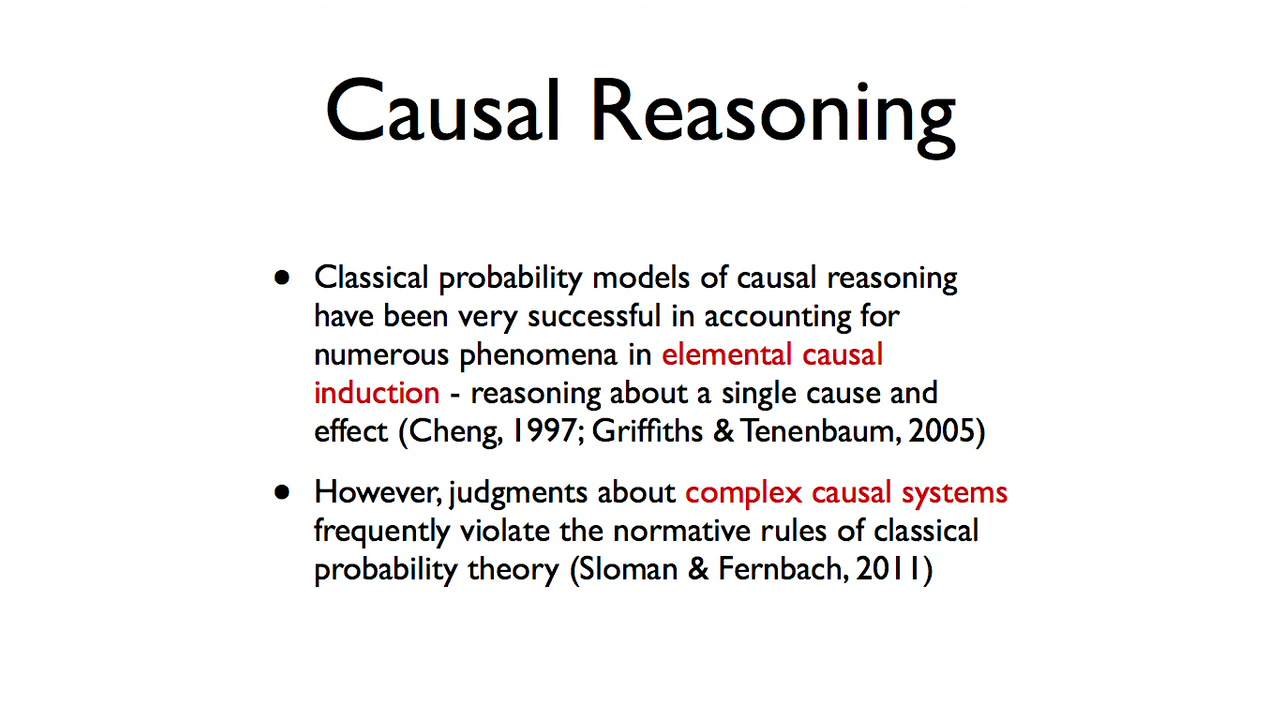 Causal Reasoning
• Classical probability models of causal reasoning
have been very successful in accounting for
numerous phenomena in elemental causal
induction - reasoning about a single cause and
effect (Cheng, 1997; Griffiths & Tenenbaum, 2005)
• However, judgments about complex causal systems
frequently violate the normative rules of classical
probability theory (Sloman & Fernbach, 2011)